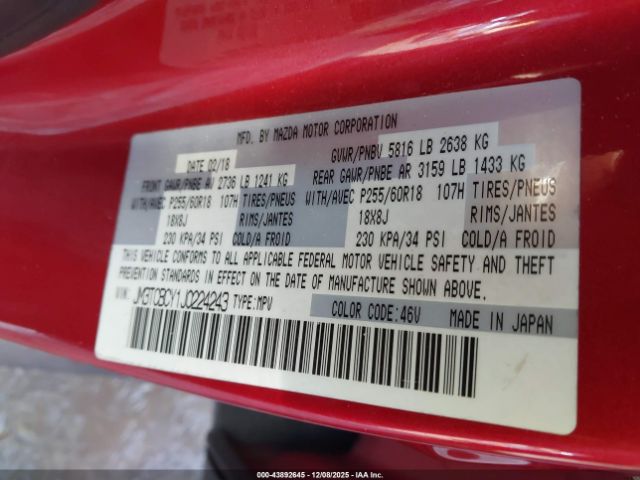 MFD. BY MAZDA MOTOR CORPORATION
DATE 02/18 GVWR/PNBV 5816 LB 2638 KG
FRONT GAWR/PNBE AV 2736 LB 1241 KG REAR GAWR/PNBE AR 3159 LB 1433 KG
WITH/AVEC P255/60R18 107H TIRES/PNEUS WITH/AVEC P255/60R18 107H TIRES/PNEUS
18X8J RIMS/JANTES 18X8J RIMS/JANTES
230 KPA/34 PSI COLD/A FROID 230 KPA/34 PSI COLD/A FROID
THIS VEHICLE CONFORMS TO ALL APPLICABLE FEDERAL MOTOR VEHICLE SAFETY AND THEFT
PREVENTION STANDARDS IN EFFECT ON THE DATE OF MANUFACTURE SHOWN ABOVE.
VIN: JM3TCBCY1J0224243 TYPE:MPV
COLOR CODE:46V MADE IN JAPAN
000-43892645 - 12/08/2025 - IAAI.COM